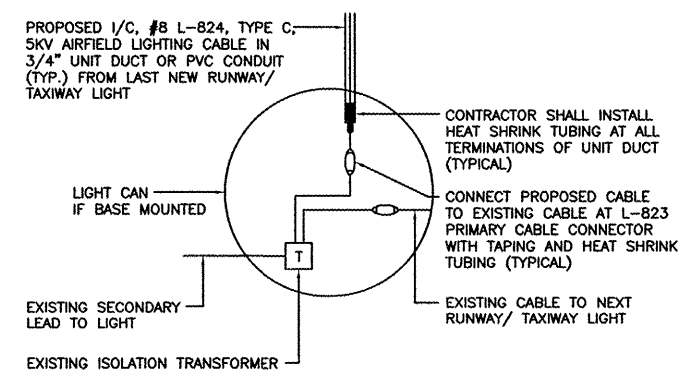 PROPOSED I/C, #8 L-824, TYPE C,
5KV AIRFIELD LIGHTING CABLE IN
3/4" UNIT DUCT OR PVC CONDUIT
(TYP.) FROM LAST NEW RUNWAY/
TAXIWAY LIGHT
CONTRACTOR SHALL INSTALL
HEAT SHRINK TUBING AT ALL
TERMINATIONS OF UNIT DUCT
(TYPICAL)
LIGHT CAN
IF BASE MOUNTED
CONNECT PROPOSED CABLE
TO EXISTING CABLE AT L-823
PRIMARY CABLE CONNECTOR
WITH TAPING AND HEAT SHRINK
TUBING (TYPICAL)
T
EXISTING SECONDARY
LEAD TO LIGHT
EXISTING CABLE TO NEXT
RUNWAY/ TAXIWAY LIGHT
EXISTING ISOLATION TRANSFORMER